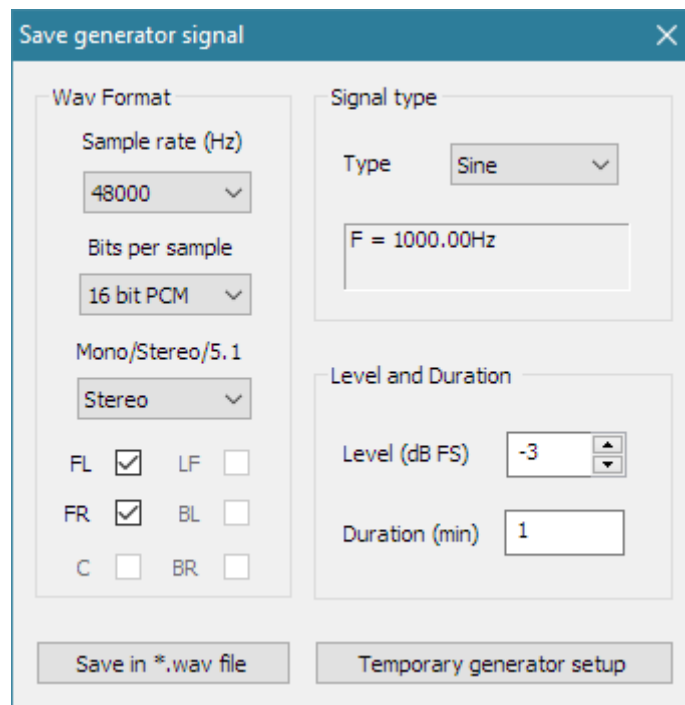 Save generator signal
Wav Format
Sample rate (Hz)
48000
Bits per sample
16 bit PCM
Mono/Stereo/5.1
Stereo
FL LF
FR BL
C BR
Signal type
Type Sine
F = 1000.00Hz
Level and Duration
Level (dB FS) -3
Duration (min) 1
Save in *.wav file
Temporary generator setup